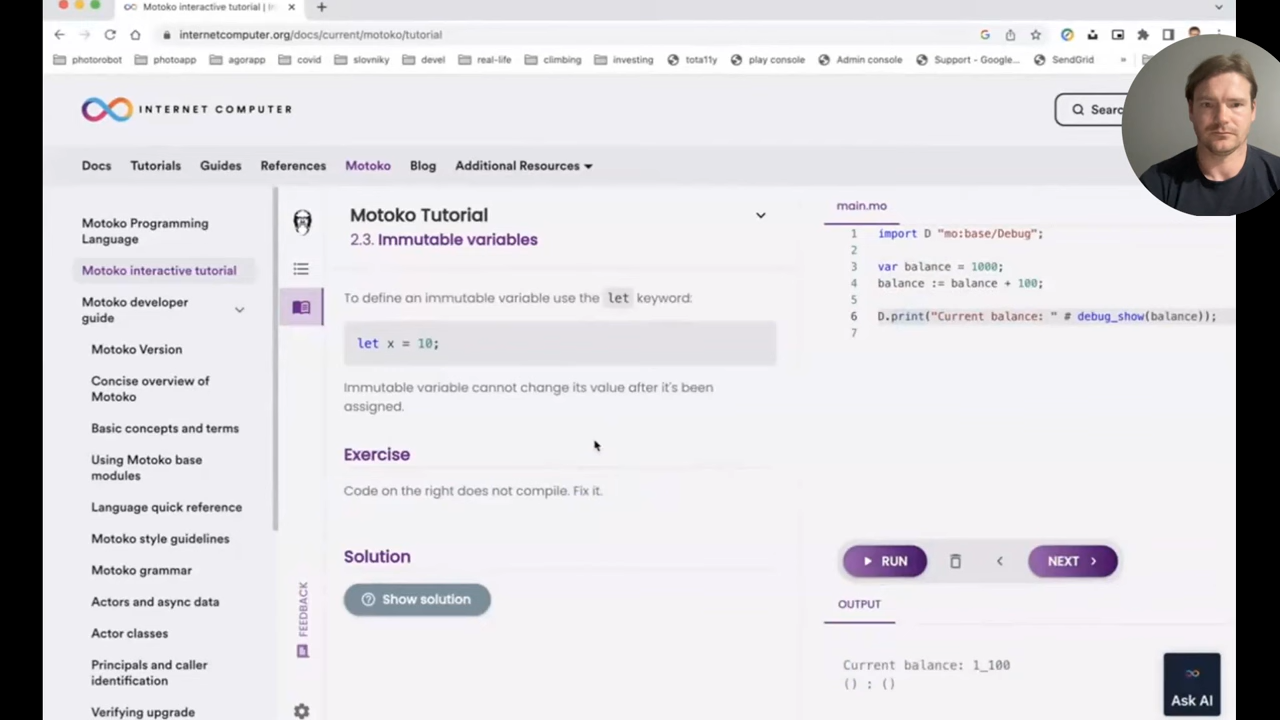 Motoko interactive tutorial | In
internetcomputer.org/docs/current/motoko/tutorial
photorobot photoapp agorapp covid slovniky devel real-life climbing investing tota11y play console Admin console Support - Google... SendGrid »
INTERNET COMPUTER
Searc
Docs Tutorials Guides References Motoko Blog Additional Resources
Motoko Programming
Language
Motoko interactive tutorial
Motoko developer
guide
Motoko Version
Concise overview of
Motoko
Basic concepts and terms
Using Motoko base
modules
Language quick reference
Motoko style guidelines
Motoko grammar
Actors and async data
Actor classes
Principals and caller
identification
Verifying upgrade
FEEDBACK
Motoko Tutorial
2.3. Immutable variables
To define an immutable variable use the let keyword:
let x = 10;
Immutable variable cannot change its value after it's been
assigned.
Exercise
Code on the right does not compile. Fix it.
Solution
Show solution
main.mo
1 import D "mo:base/Debug";
2
3 var balance = 1000;
4 balance := balance + 100;
5
6 D.print("Current balance: " # debug_show(balance));
7
RUN < NEXT >
OUTPUT
Current balance: 1_100
() : ()
Ask AI